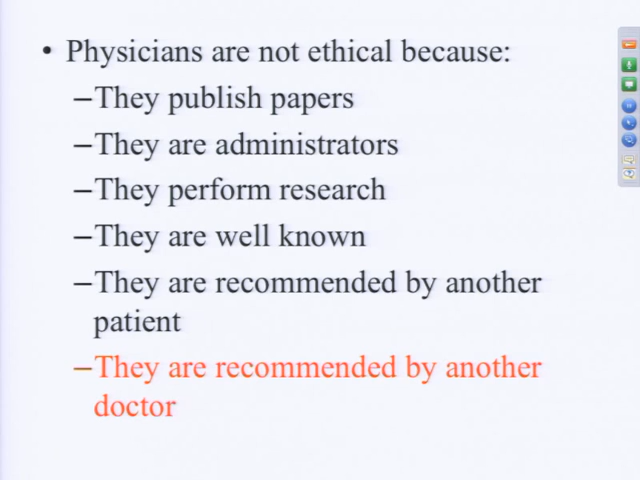 • Physicians are not ethical because:
–They publish papers
–They are administrators
–They perform research
–They are well known
–They are recommended by another
patient
–They are recommended by another
doctor